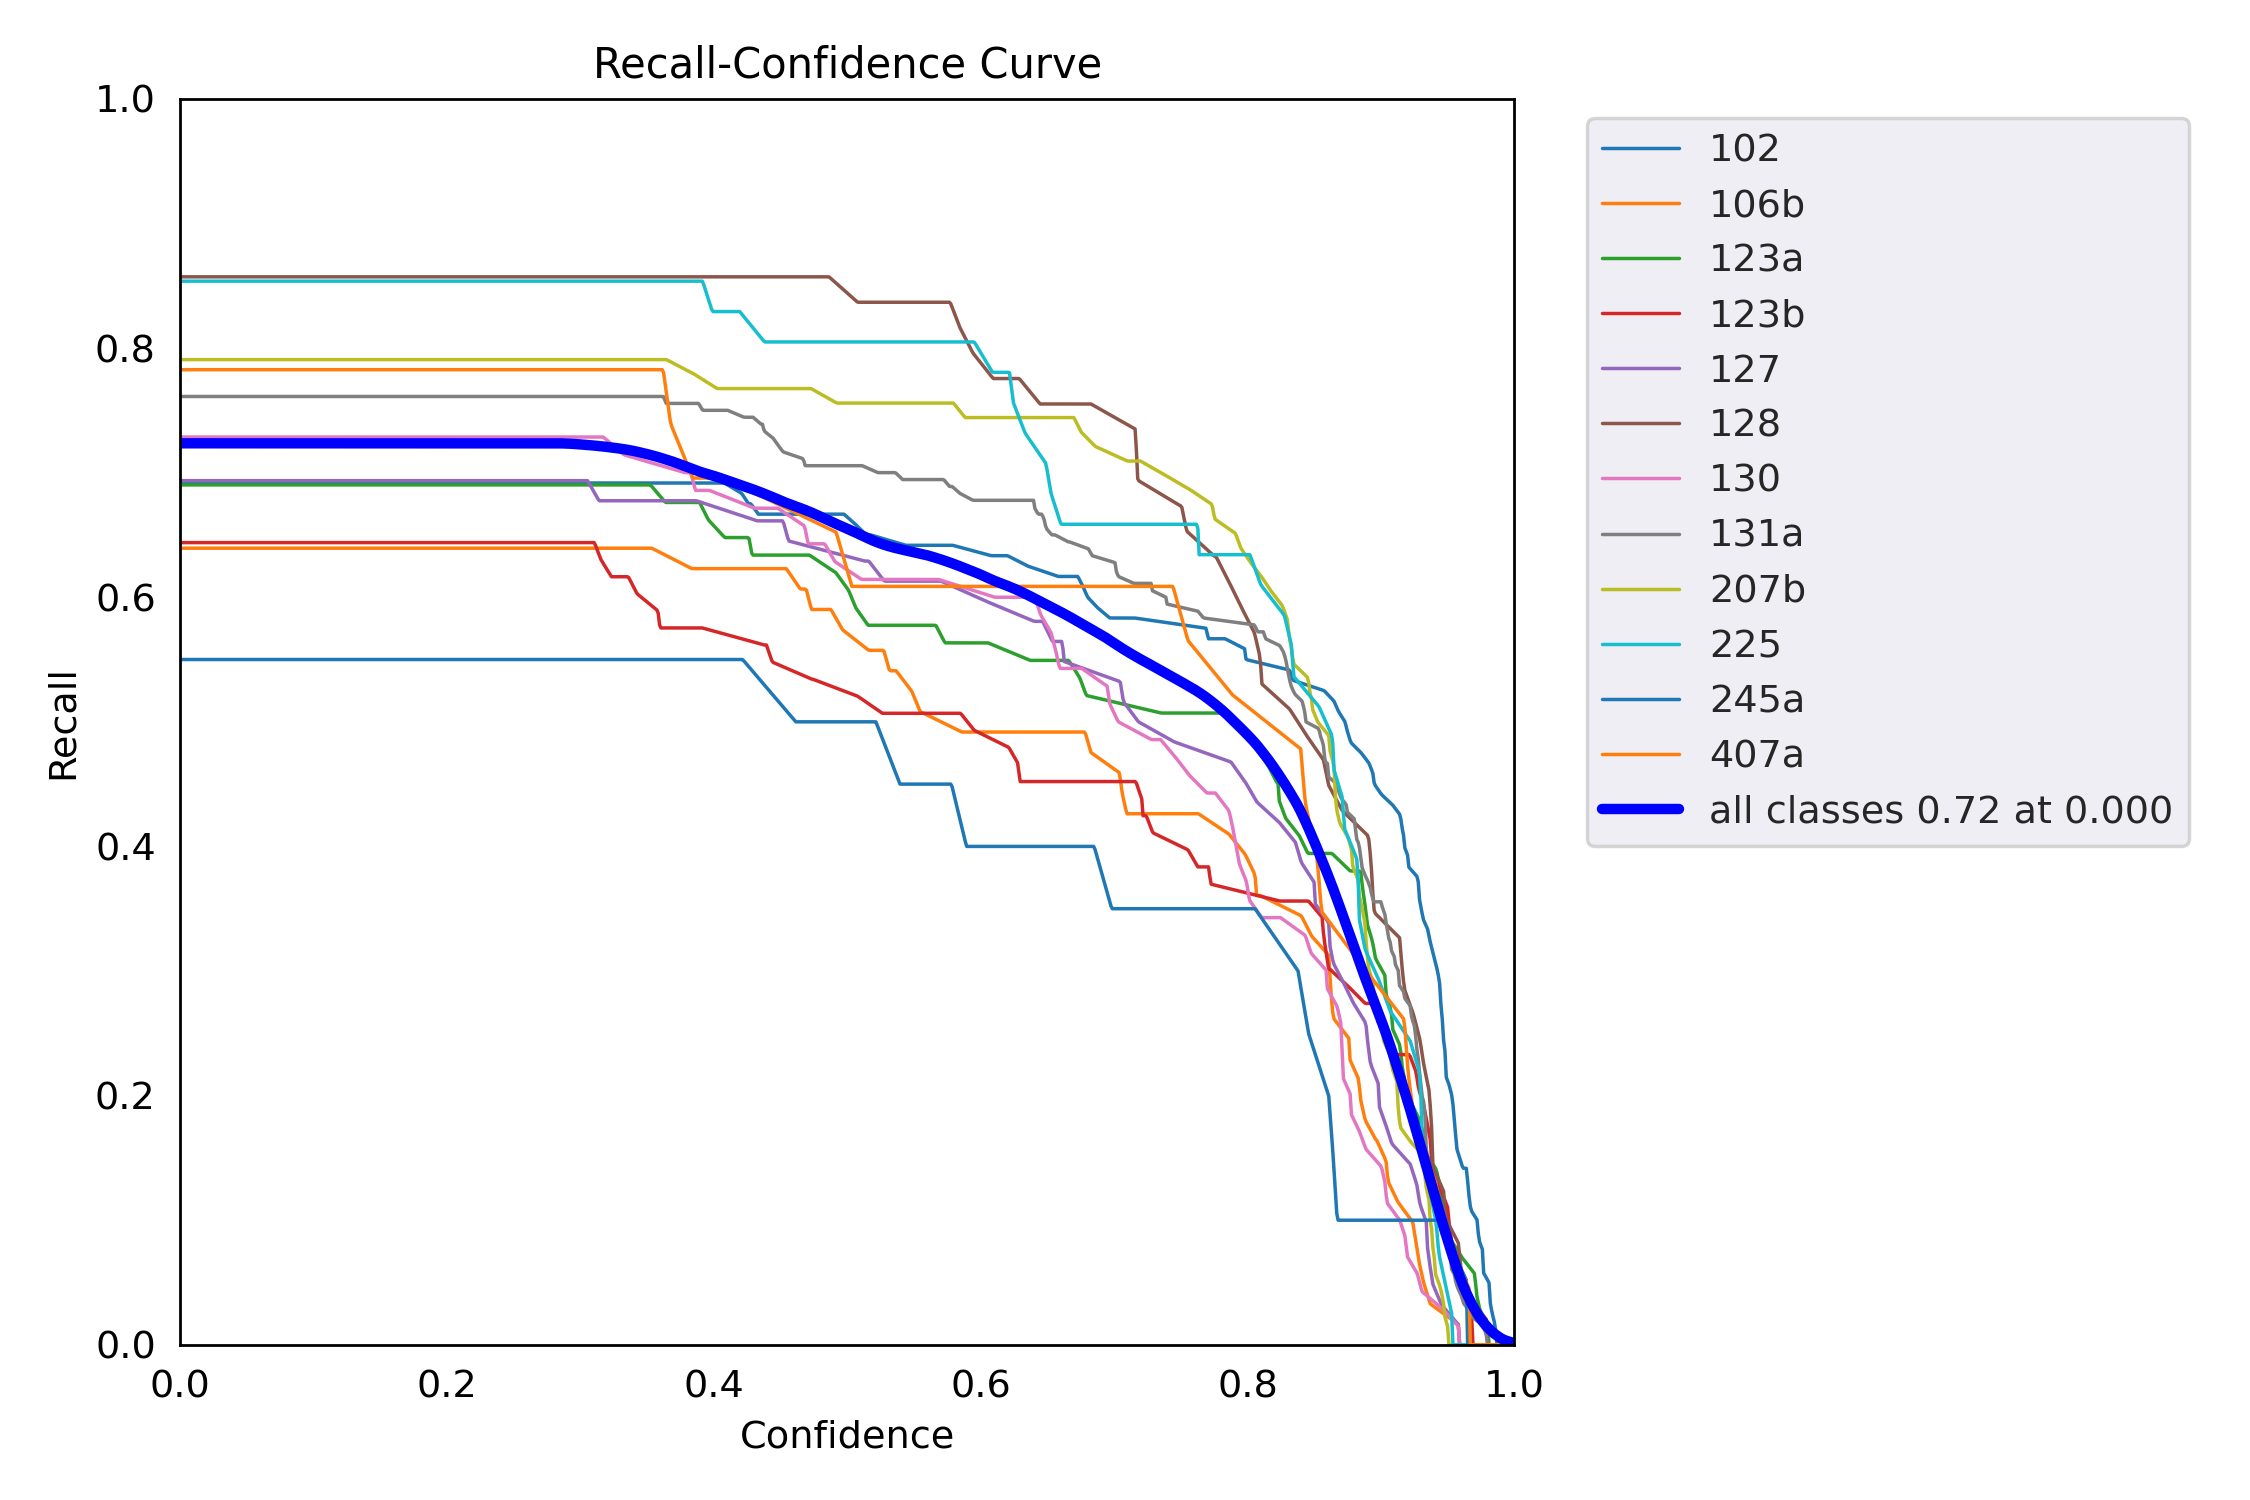 Recall-Confidence Curve
1.0
0.8
0.6
0.4
0.2
0.0
Recall
0.0 0.2 0.4 0.6 0.8 1.0
Confidence
102
106b
123a
123b
127
128
130
131a
207b
225
245a
407a
all classes 0.72 at 0.000